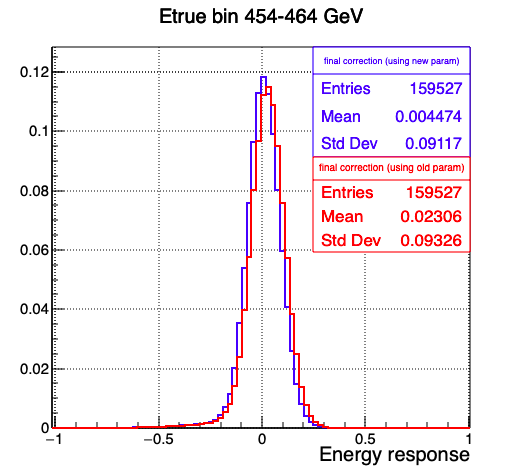 Etrue bin 454-464 GeV
final correction (using new param)
Entries 159527
Mean 0.004474
Std Dev 0.09117
final correction (using old param)
Entries 159527
Mean 0.02306
Std Dev 0.09326
0.12
0.1
0.08
0.06
0.04
0.02
0
−1 −0.5 0 0.5 1
Energy response